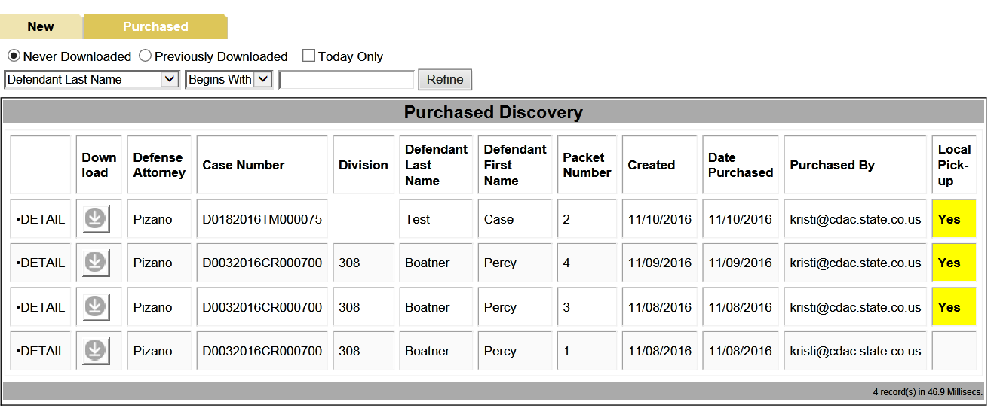 New Purchased
Never Downloaded Previously Downloaded Today Only
Defendant Last Name Begins With Refine
Purchased Discovery
Down load Defense Attorney Case Number Division Defendant Last Name Defendant First Name Packet Number Created Date Purchased Purchased By Local Pick-up
•DETAIL Pizano D0182016TM000075 Test Case 2 11/10/2016 11/10/2016 kristi@cdac.state.co.us Yes
•DETAIL Pizano D0032016CR000700 308 Boatner Percy 4 11/09/2016 11/09/2016 kristi@cdac.state.co.us Yes
•DETAIL Pizano D0032016CR000700 308 Boatner Percy 3 11/08/2016 11/08/2016 kristi@cdac.state.co.us Yes
•DETAIL Pizano D0032016CR000700 308 Boatner Percy 1 11/08/2016 11/08/2016 kristi@cdac.state.co.us
4 record(s) in 46.9 Millisecs.